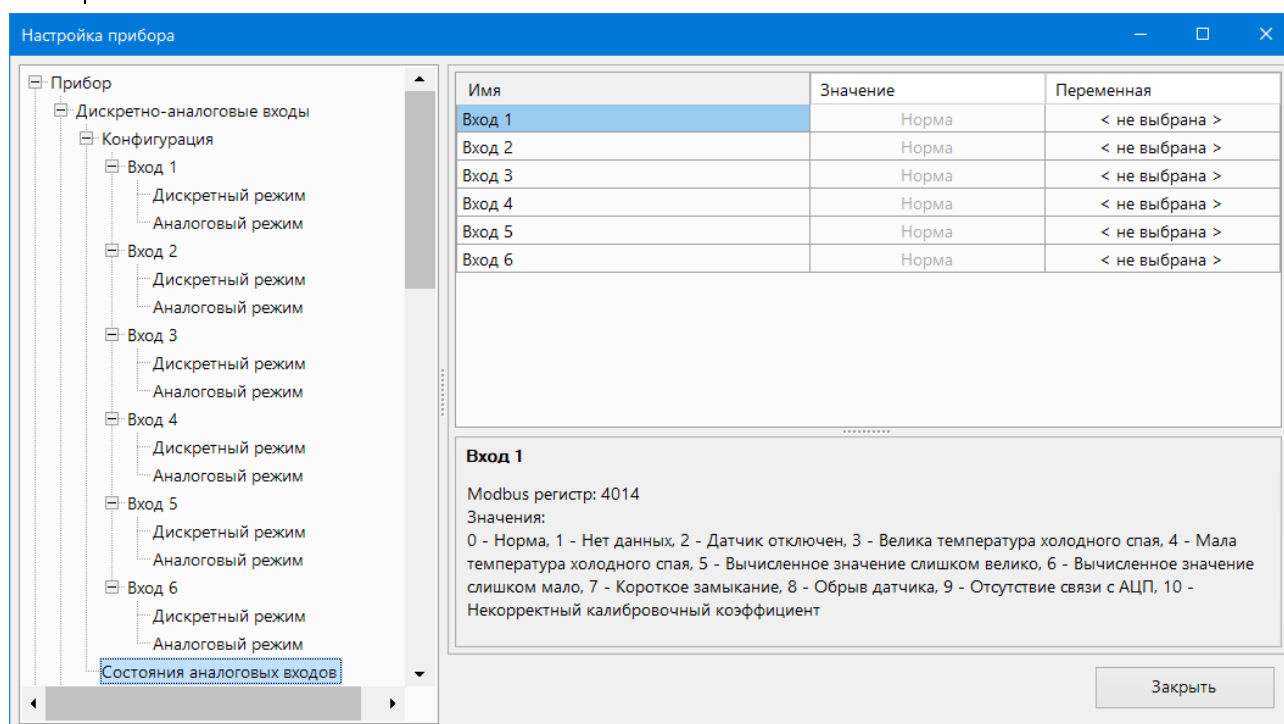 Настройка прибора
Прибор
Дискретно-аналоговые входы
Конфигурация
Вход 1
Дискретный режим
Аналоговый режим
Вход 2
Дискретный режим
Аналоговый режим
Вход 3
Дискретный режим
Аналоговый режим
Вход 4
Дискретный режим
Аналоговый режим
Вход 5
Дискретный режим
Аналоговый режим
Вход 6
Дискретный режим
Аналоговый режим
Состояния аналоговых входов
Имя Значение Переменная
Вход 1 Норма < не выбрана >
Вход 2 Норма < не выбрана >
Вход 3 Норма < не выбрана >
Вход 4 Норма < не выбрана >
Вход 5 Норма < не выбрана >
Вход 6 Норма < не выбрана >
Вход 1
Modbus регистр: 4014
Значения:
0 - Норма, 1 - Нет данных, 2 - Датчик отключен, 3 - Велика температура холодного спая, 4 - Мала
температура холодного спая, 5 - Вычисленное значение слишком велико, 6 - Вычисленное значение
слишком мало, 7 - Короткое замыкание, 8 - Обрыв датчика, 9 - Отсутствие связи с АЦП, 10 -
Некорректный калибровочный коэффициент
Закрыть